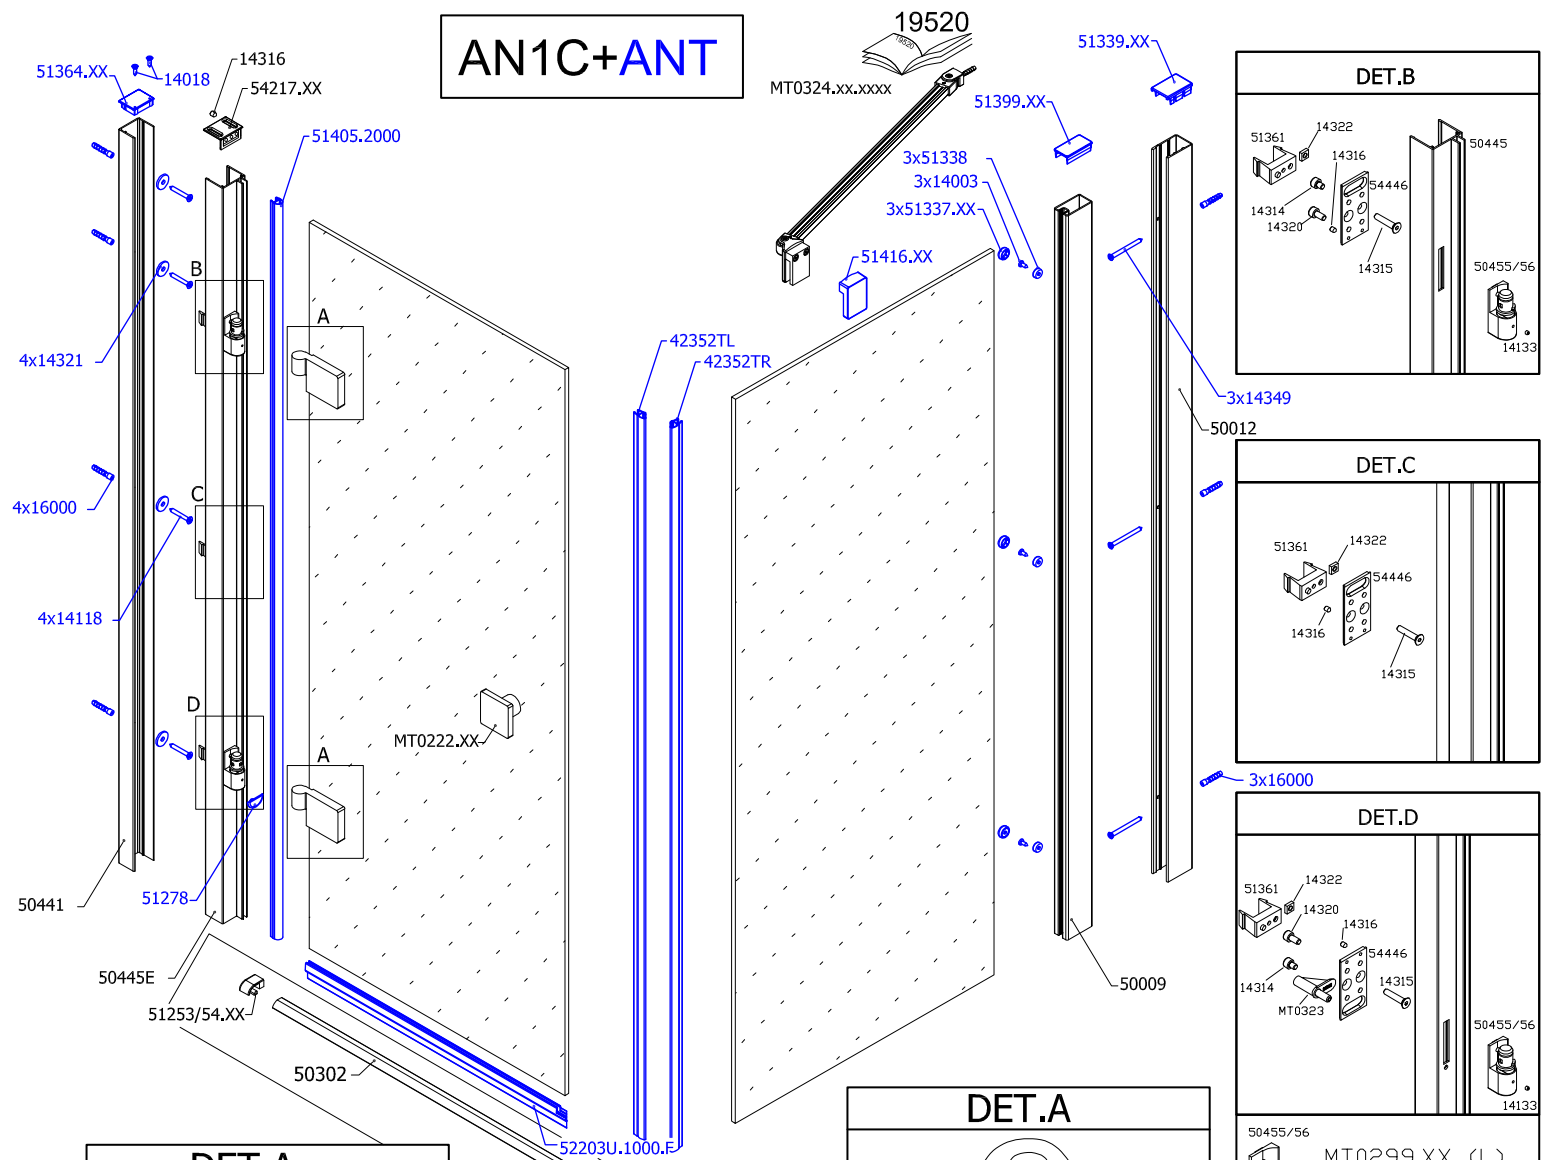 AN1C+ANT
19520
19520
MT0324.xx.xxxx
51339.XX
51399.XX
51364.XX
14018
14316
54217.XX
51405.2000
3x51338
3x14003
3x51337.XX
51416.XX
B
A
4x14321
42352TL
42352TR
3x14349
50012
C
4x16000
4x14118
D
MT0222.XX
A
3x16000
51278
50441
50445E
51253/54.XX
50302
50009
52203U.1000.F
DET.B
51361
14322
14316
50445
54446
14314
14320
14315
50455/56
14133
DET.C
51361
14322
54446
14316
14315
DET.D
51361
14322
14320
14316
54446
14314
14315
MT0323
50455/56
14133
50455/56
MT0299.XX (L)
DET.A
DET.A